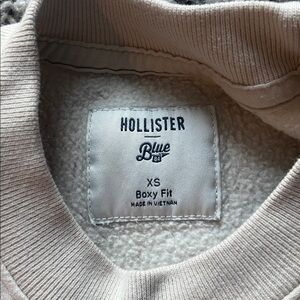 HOLLISTER
Blue
XS
Boxy Fit
MADE IN VIETNAM